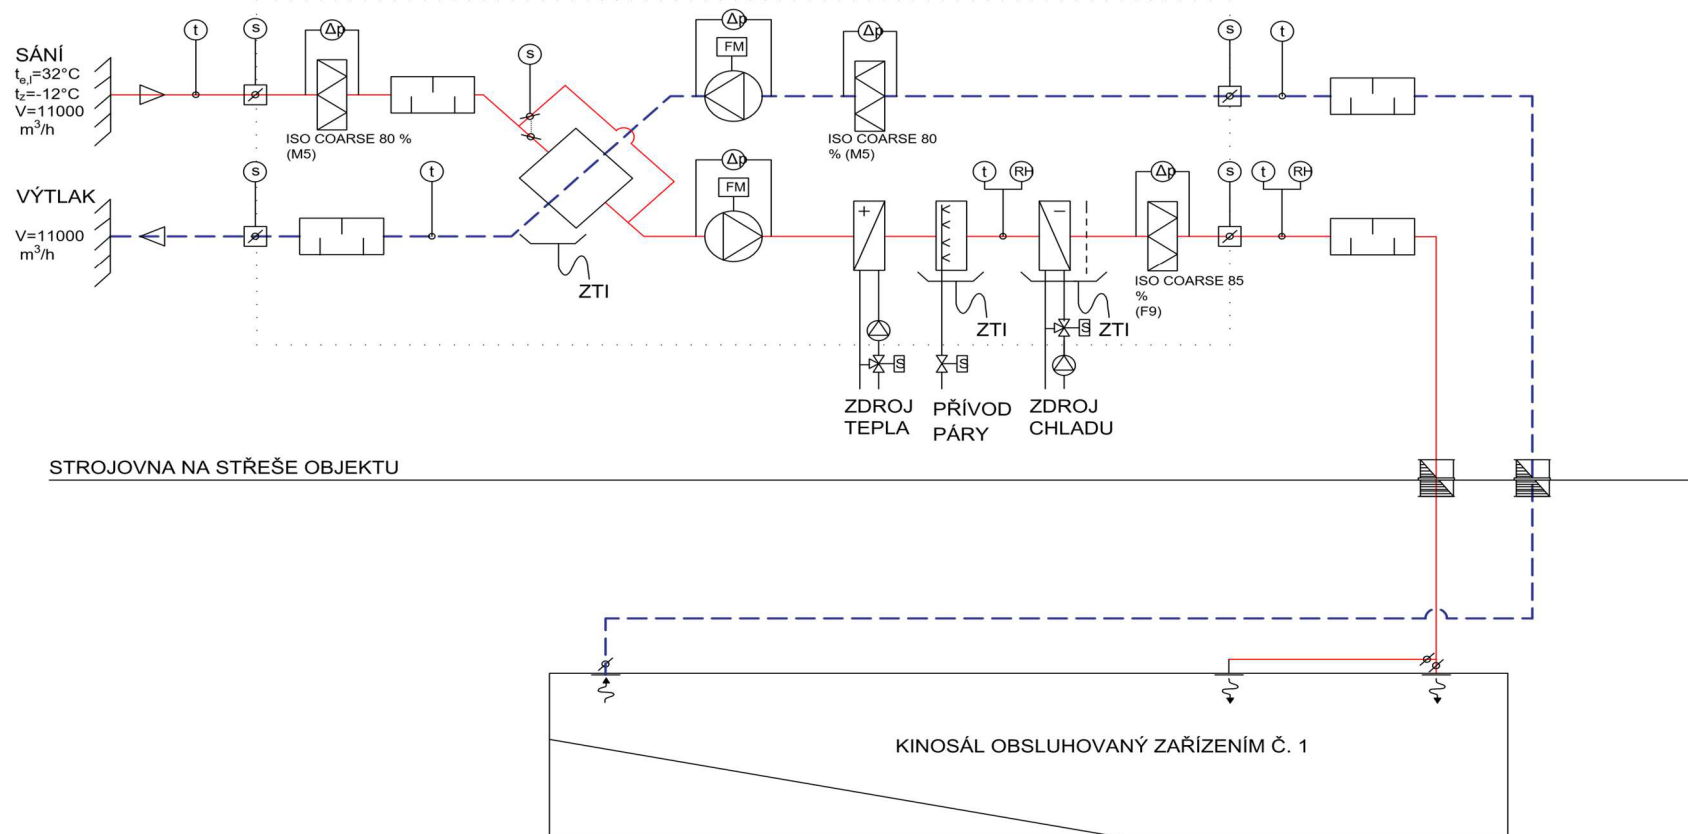 SÁNÍ
te,l=32°C
tz=-12°C
V=11000
m³/h
t
s
Δp
ISO COARSE 80 %
(M5)
s
Δp
FM
Δp
ISO COARSE 80
% (M5)
s
t
VÝTLAK
V=11000
m³/h
s
t
ZTI
Δp
FM
+
t
RH
−
Δp
ISO COARSE 85
%
(F9)
s
t
RH
ZTI
ZTI
S
S
S
ZDROJ
TEPLA
PŘÍVOD
PÁRY
ZDROJ
CHLADU
STROJOVNA NA STŘEŠE OBJEKTU
KINOSÁL OBSLUHOVANÝ ZAŘÍZENÍM Č. 1